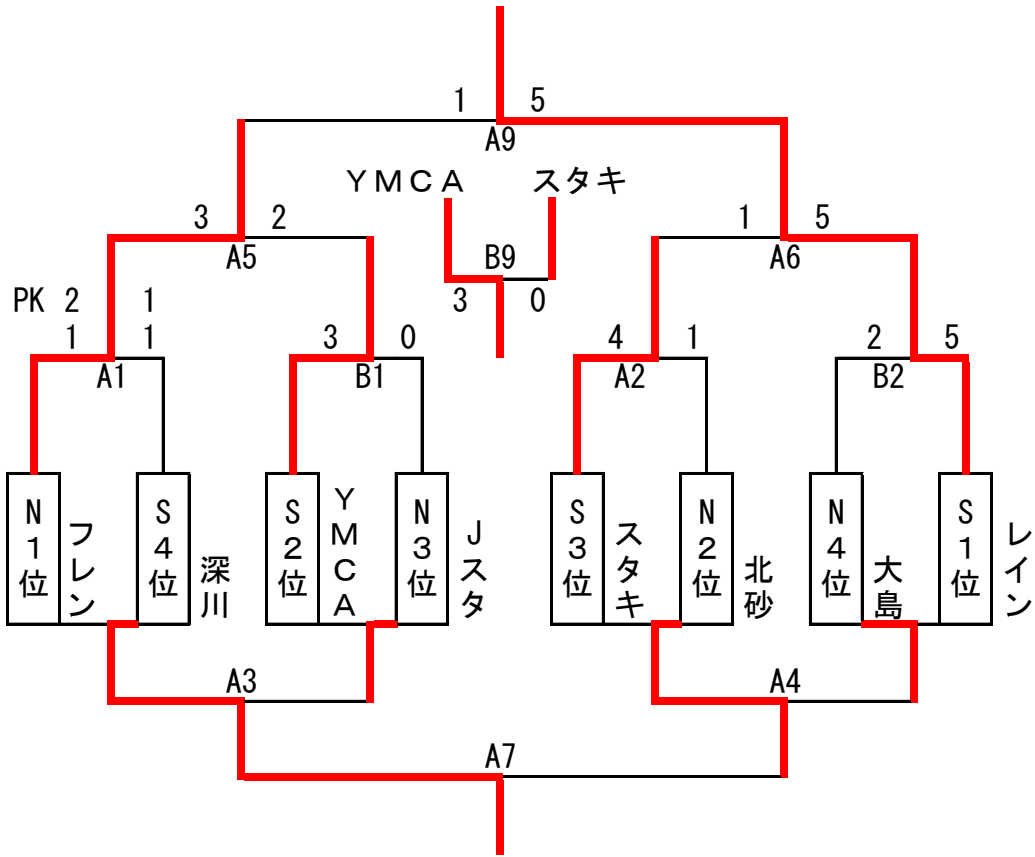 1 5
A9
YMCA スタキ
3 2
A5
1 5
A6
B9
3 0
PK 2 1
1 1
A1
3 0
B1
4 1
A2
2 5
B2
N1位 フレン
S4位 深川
S2位 YMCA
N3位 Jスタ
S3位 スタキ
N2位 北砂
N4位 大島
S1位 レイン
A3
A4
A7